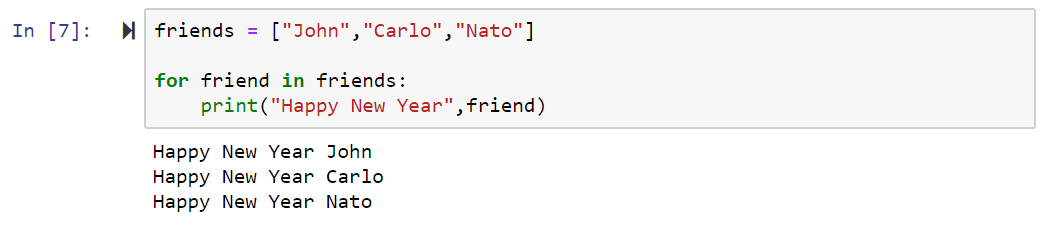 In [7]: friends = ["John","Carlo","Nato"]
for friend in friends:
    print("Happy New Year",friend)
Happy New Year John
Happy New Year Carlo
Happy New Year Nato